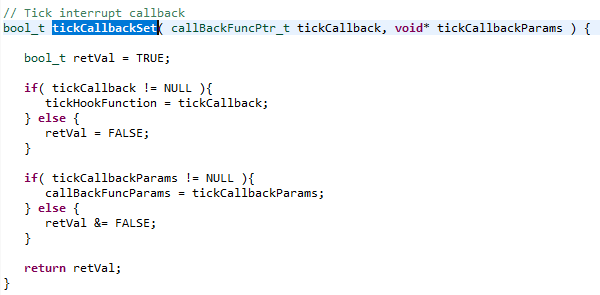 // Tick interrupt callback
bool_t tickCallbackSet( callBackFuncPtr_t tickCallback, void* tickCallbackParams ) {
bool_t retVal = TRUE;
if( tickCallback != NULL ){
tickHookFunction = tickCallback;
} else {
retVal = FALSE;
}
if( tickCallbackParams != NULL ){
callBackFuncParams = tickCallbackParams;
} else {
retVal &= FALSE;
}
return retVal;
}